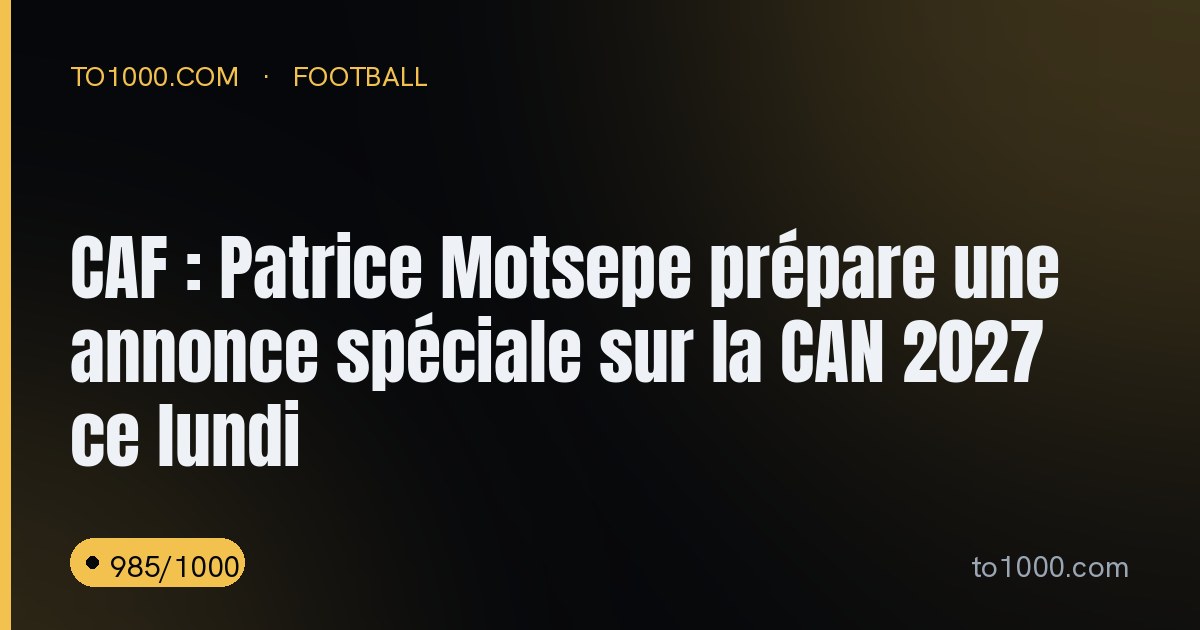 TO1000.COM · FOOTBALL
CAF : Patrice Motsepe prépare une
annonce spéciale sur la CAN 2027
ce lundi
985/1000
to1000.com